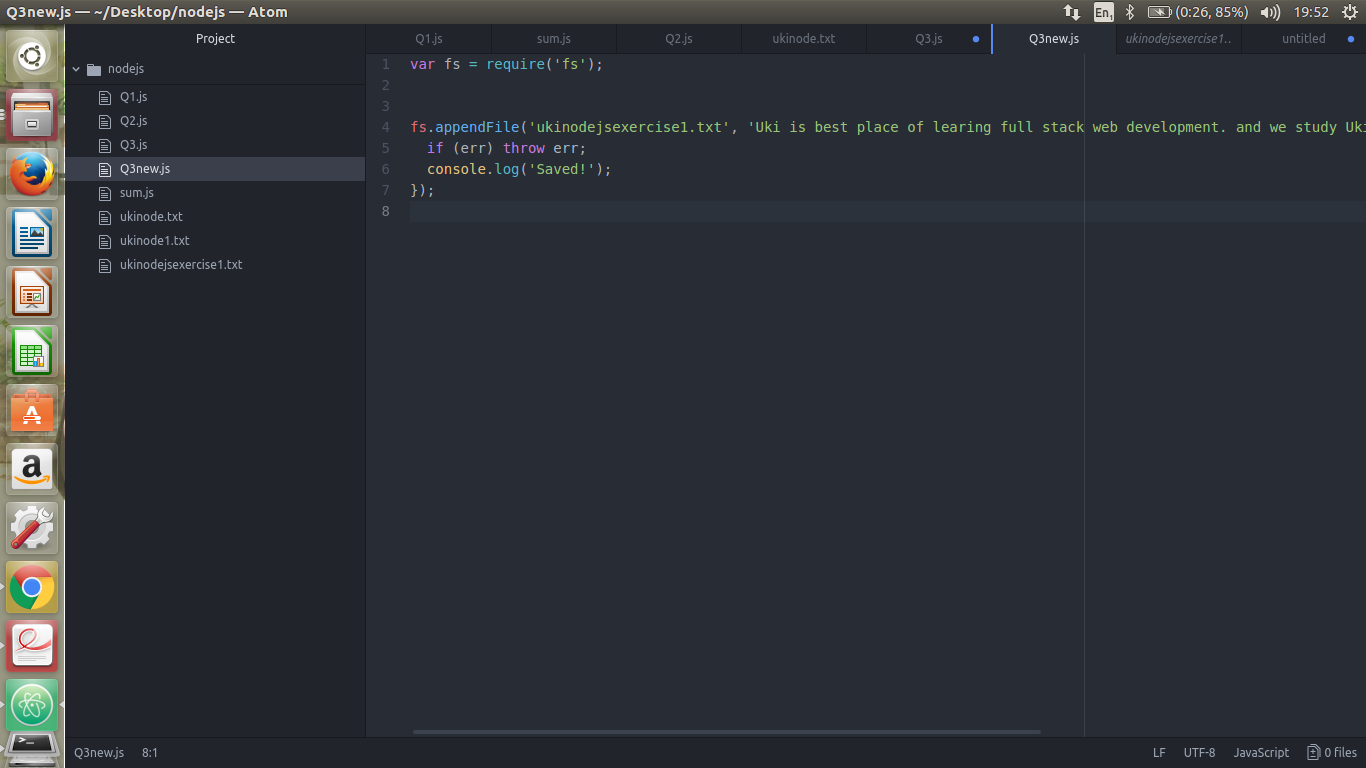 Q3new.js — ~/Desktop/nodejs — Atom
En1
(0:26, 85%)
19:52
Project
Q1.js
sum.js
Q2.js
ukinode.txt
Q3.js
Q3new.js
ukinodejsexercise1..
untitled
nodejs
Q1.js
Q2.js
Q3.js
Q3new.js
sum.js
ukinode.txt
ukinode1.txt
ukinodejsexercise1.txt
1 var fs = require('fs');
2
3
4 fs.appendFile('ukinodejsexercise1.txt', 'Uki is best place of learing full stack web development. and we study Uki
5 if (err) throw err;
6 console.log('Saved!');
7 });
8
a
Q3new.js
8:1
LF
UTF-8
JavaScript
0 files